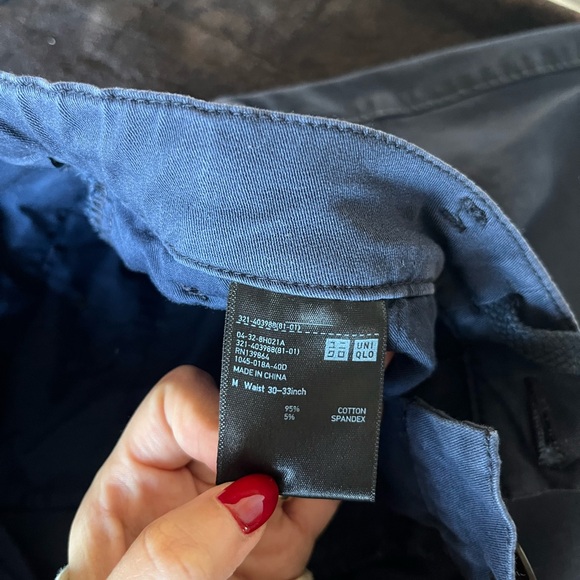 321-403988(81-01)
04-32-8H021A
321-403988(81-01)
RN139864
1045-018A-40D
MADE IN CHINA
UNI
QLO
M Waist 30-33inch
95% COTTON
5% SPANDEX